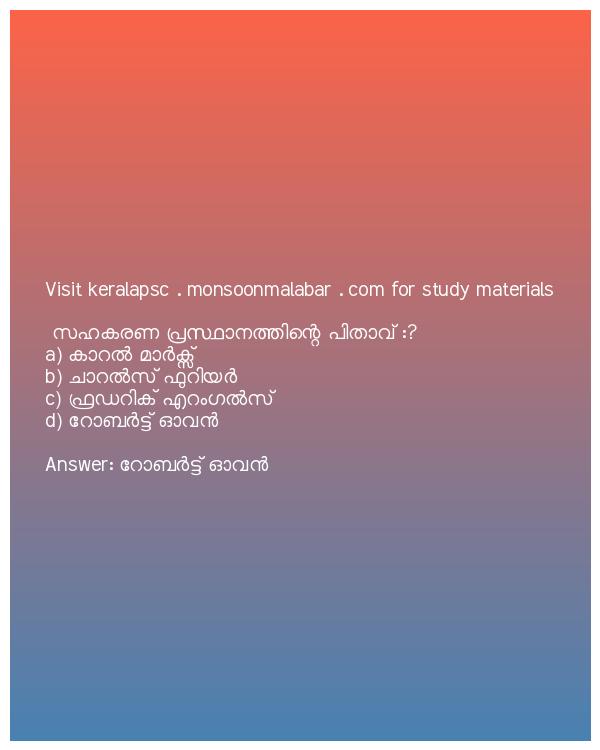 Visit keralapsc . monsoonmalabar . com for study materials
സഹകരണ പ്രസ്ഥാനത്തിന്റെ പിതാവ് :?
a) കാറൽ മാർക്സ്
b) ചാറൽസ് ഫുറിയർ
c) ഫ്രഡറിക് എറംഗൽസ്
d) റോബർട്ട് ഓവൻ
Answer: റോബർട്ട് ഓവൻ